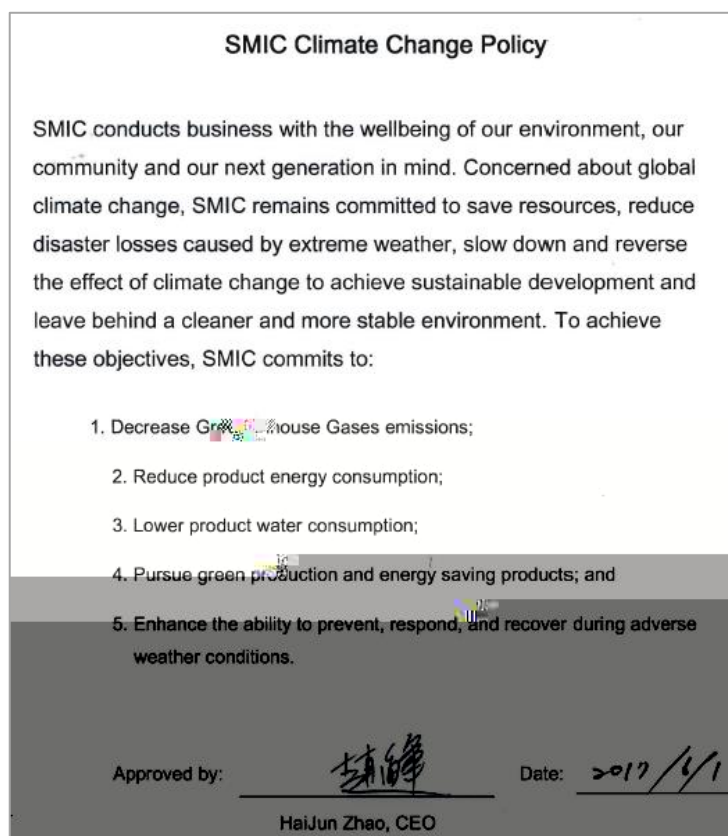 SMIC Climate Change Policy
SMIC conducts business with the wellbeing of our environment, our
community and our next generation in mind. Concerned about global
climate change, SMIC remains committed to save resources, reduce
disaster losses caused by extreme weather, slow down and reverse
the effect of climate change to achieve sustainable development and
leave behind a cleaner and more stable environment. To achieve
these objectives, SMIC commits to:
1. Decrease Gases emissions;
2. Reduce product energy consumption;
3. Lower product water consumption;
4. Pursue green production and energy saving products; and
5. Enhance the ability to prevent, respond, and recover during adverse
weather conditions.
Approved by:
Date: 2017/6/1
HaiJun Zhao, CEO